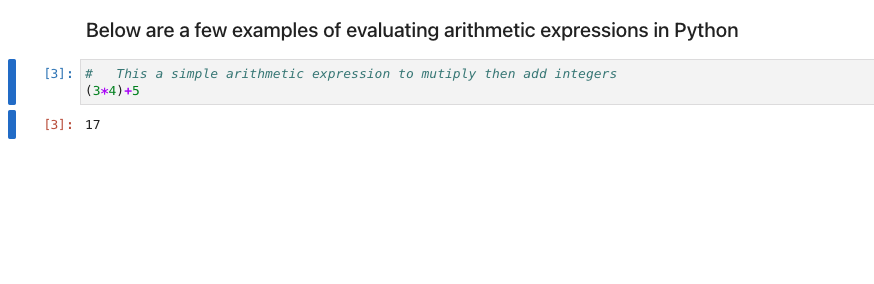 Below are a few examples of evaluating arithmetic expressions in Python
[3]: #   This a simple arithmetic expression to mutiply then add integers
(3*4)+5
[3]: 17